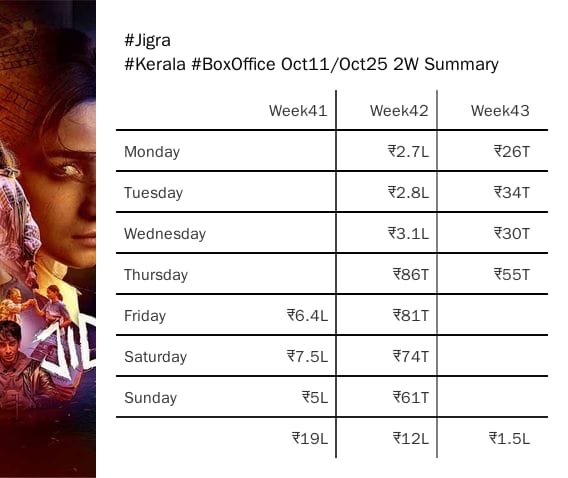 #Jigra
#Kerala #BoxOffice Oct11/Oct25 2W Summary
Week41 Week42 Week43
Monday ₹2.7L ₹26T
Tuesday ₹2.8L ₹34T
Wednesday ₹3.1L ₹30T
Thursday ₹86T ₹55T
Friday ₹6.4L ₹81T
Saturday ₹7.5L ₹74T
Sunday ₹5L ₹61T
₹19L ₹12L ₹1.5L